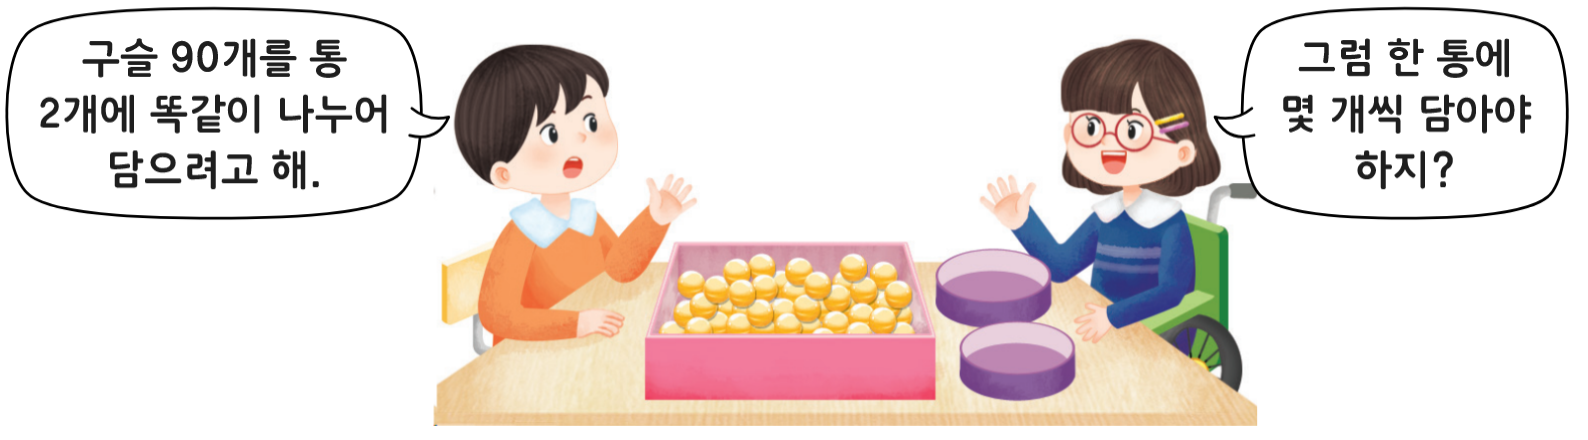 구슬 90개를 통
2개에 똑같이 나누어
담으려고 해.
그럼 한 통에
몇 개씩 담아야
하지?